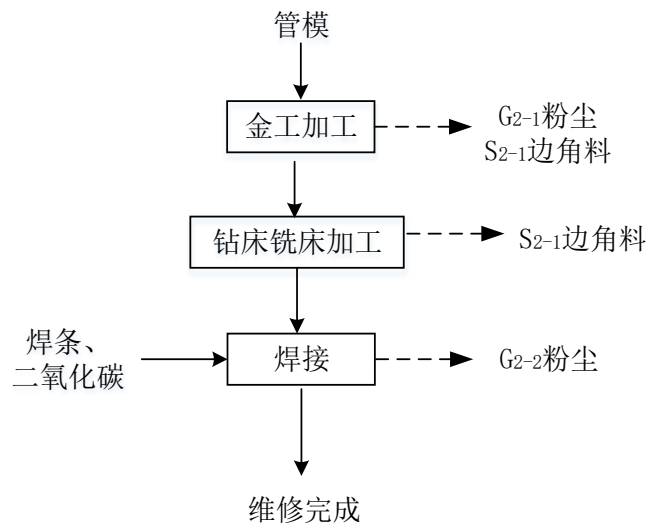 管模
金工加工
G2-1粉尘
S2-1边角料
钻床铣床加工
S2-1边角料
焊条、
二氧化碳
焊接
G2-2粉尘
维修完成